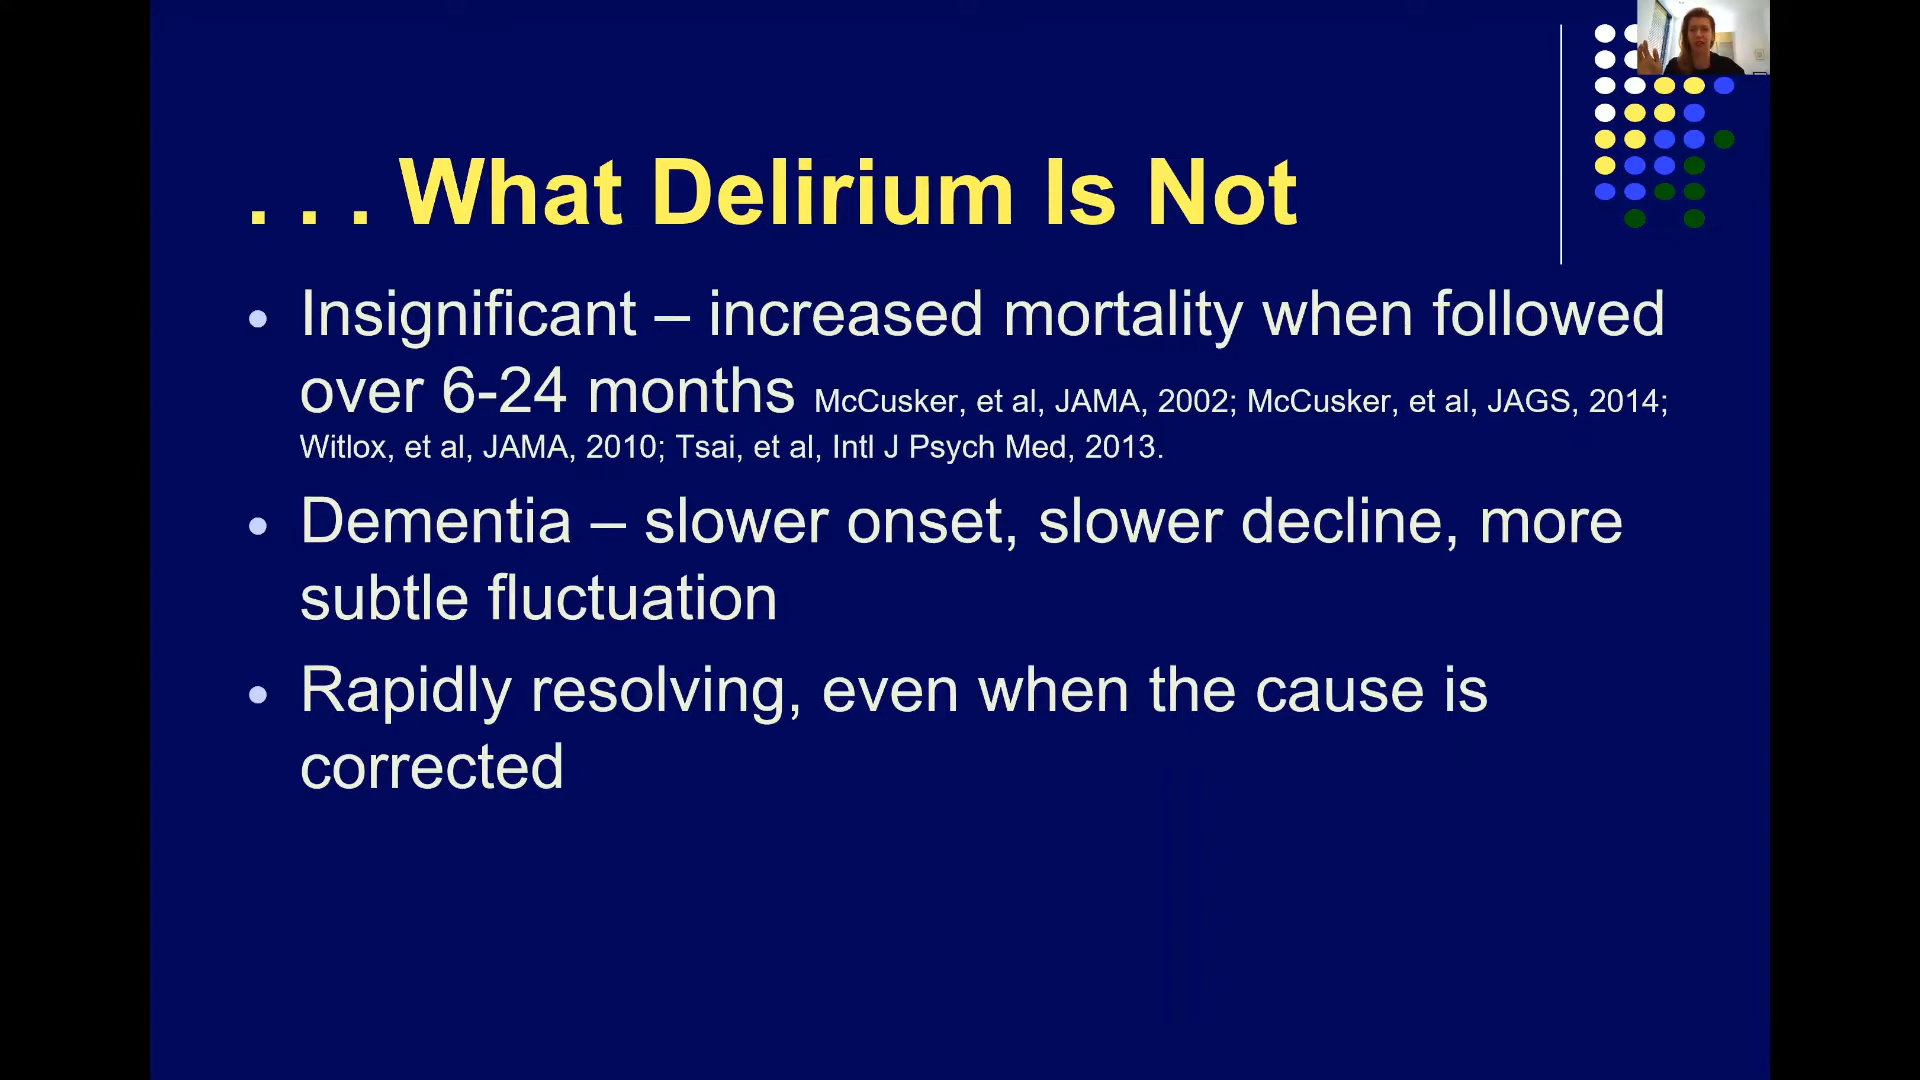 . . . What Delirium Is Not
• Insignificant – increased mortality when followed
over 6-24 months McCusker, et al, JAMA, 2002; McCusker, et al, JAGS, 2014;
Witlox, et al, JAMA, 2010; Tsai, et al, Intl J Psych Med, 2013.
• Dementia – slower onset, slower decline, more
subtle fluctuation
• Rapidly resolving, even when the cause is
corrected